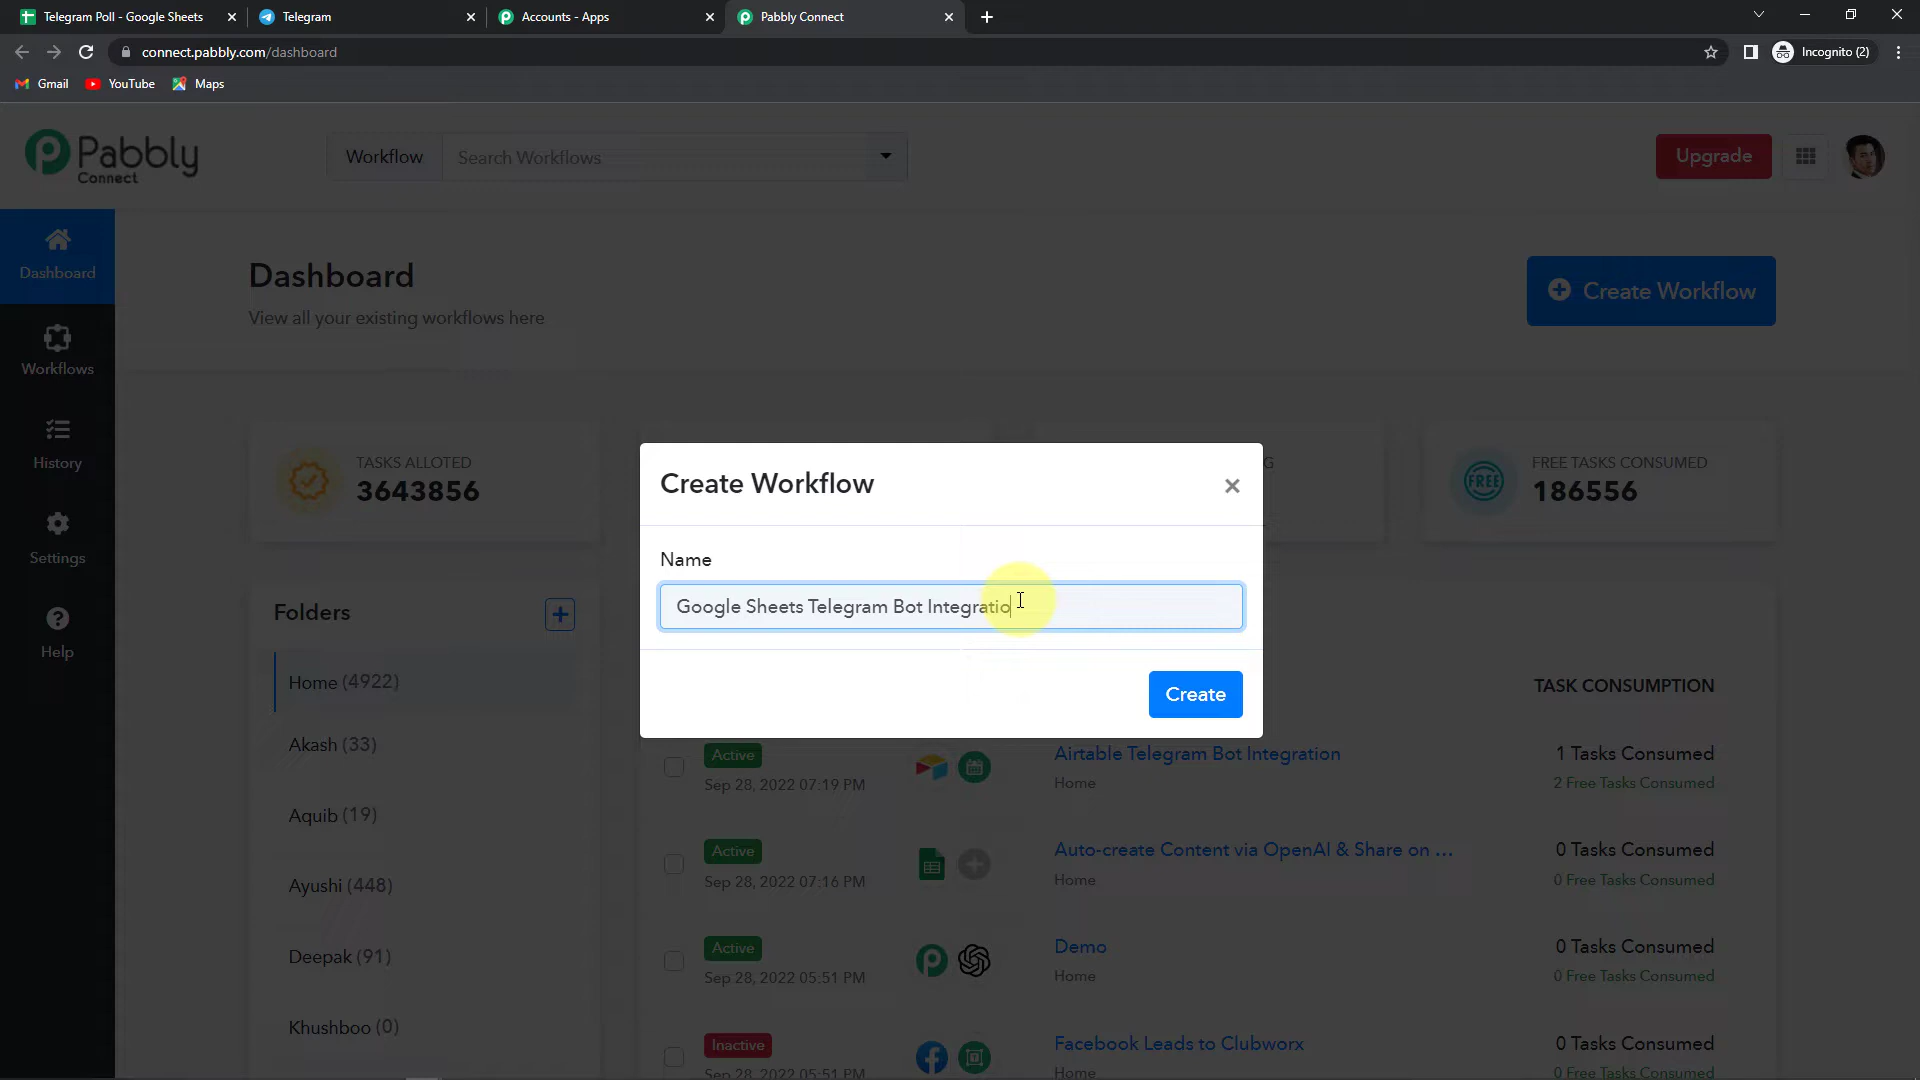 Telegram Poll - Google Sheets
Telegram
Accounts - Apps
Pabbly Connect
connect.pabbly.com/dashboard
Incognito (2)
Gmail
YouTube
Maps
Pabbly
Connect
Workflow
Search Workflows
Upgrade
Dashboard
Workflows
History
Settings
Help
Dashboard
View all your existing workflows here
Create Workflow
TASKS ALLOTED
3643856
G
FREE
FREE TASKS CONSUMED
186556
Create Workflow
Name
Google Sheets Telegram Bot Integratio
Create
Folders
Home (4922)
Akash (33)
Aquib (19)
Ayushi (448)
Deepak (91)
Khushboo (0)
TASK CONSUMPTION
Active
Sep 28, 2022 07:19 PM
Airtable Telegram Bot Integration
Home
1 Tasks Consumed
2 Free Tasks Consumed
Active
Sep 28, 2022 07:16 PM
Auto-create Content via OpenAI & Share on ...
Home
0 Tasks Consumed
0 Free Tasks Consumed
Active
Sep 28, 2022 05:51 PM
Demo
Home
0 Tasks Consumed
0 Free Tasks Consumed
Inactive
Sep 28, 2022 05:51 PM
Facebook Leads to Clubworx
Home
0 Tasks Consumed
0 Free Tasks Consumed